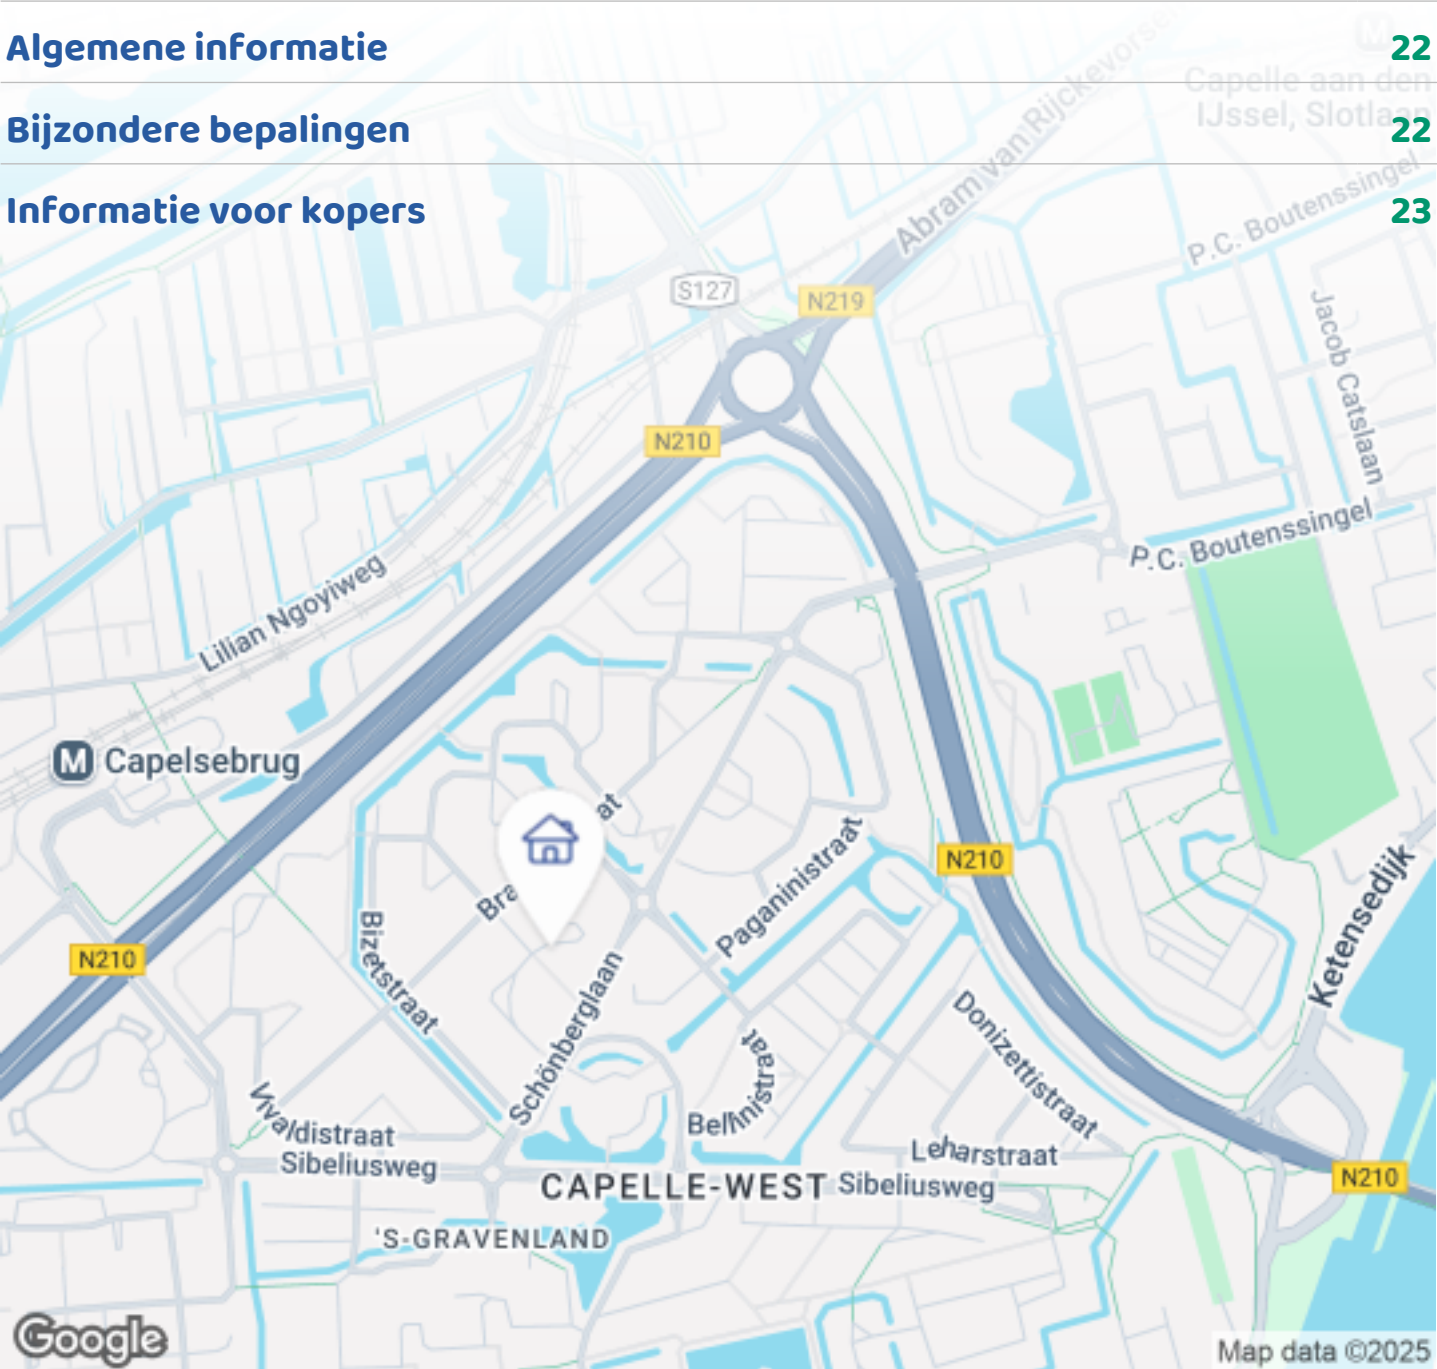 Algemene informatie 22
Capelle aan den
IJssel, Slotlaan
Bijzondere bepalingen 22
Informatie voor kopers 23
Abram van Rijckevorsel
P.C. Boutenssingel
S127
N219
Jacob Catslaan
N210
P.C. Boutenssingel
Lilian Ngoyiweg
M Capelsebrug
Paganinistraat
N210
Ketensedijk
N210
Bizetstraat
Schönberglaan
Donizettistraat
Bellinistraat
Vivaldistraat
Leharstraat
Sibeliusweg
CAPELLE-WEST
Sibeliusweg
N210
'S-GRAVENLAND
Google
Map data ©2025